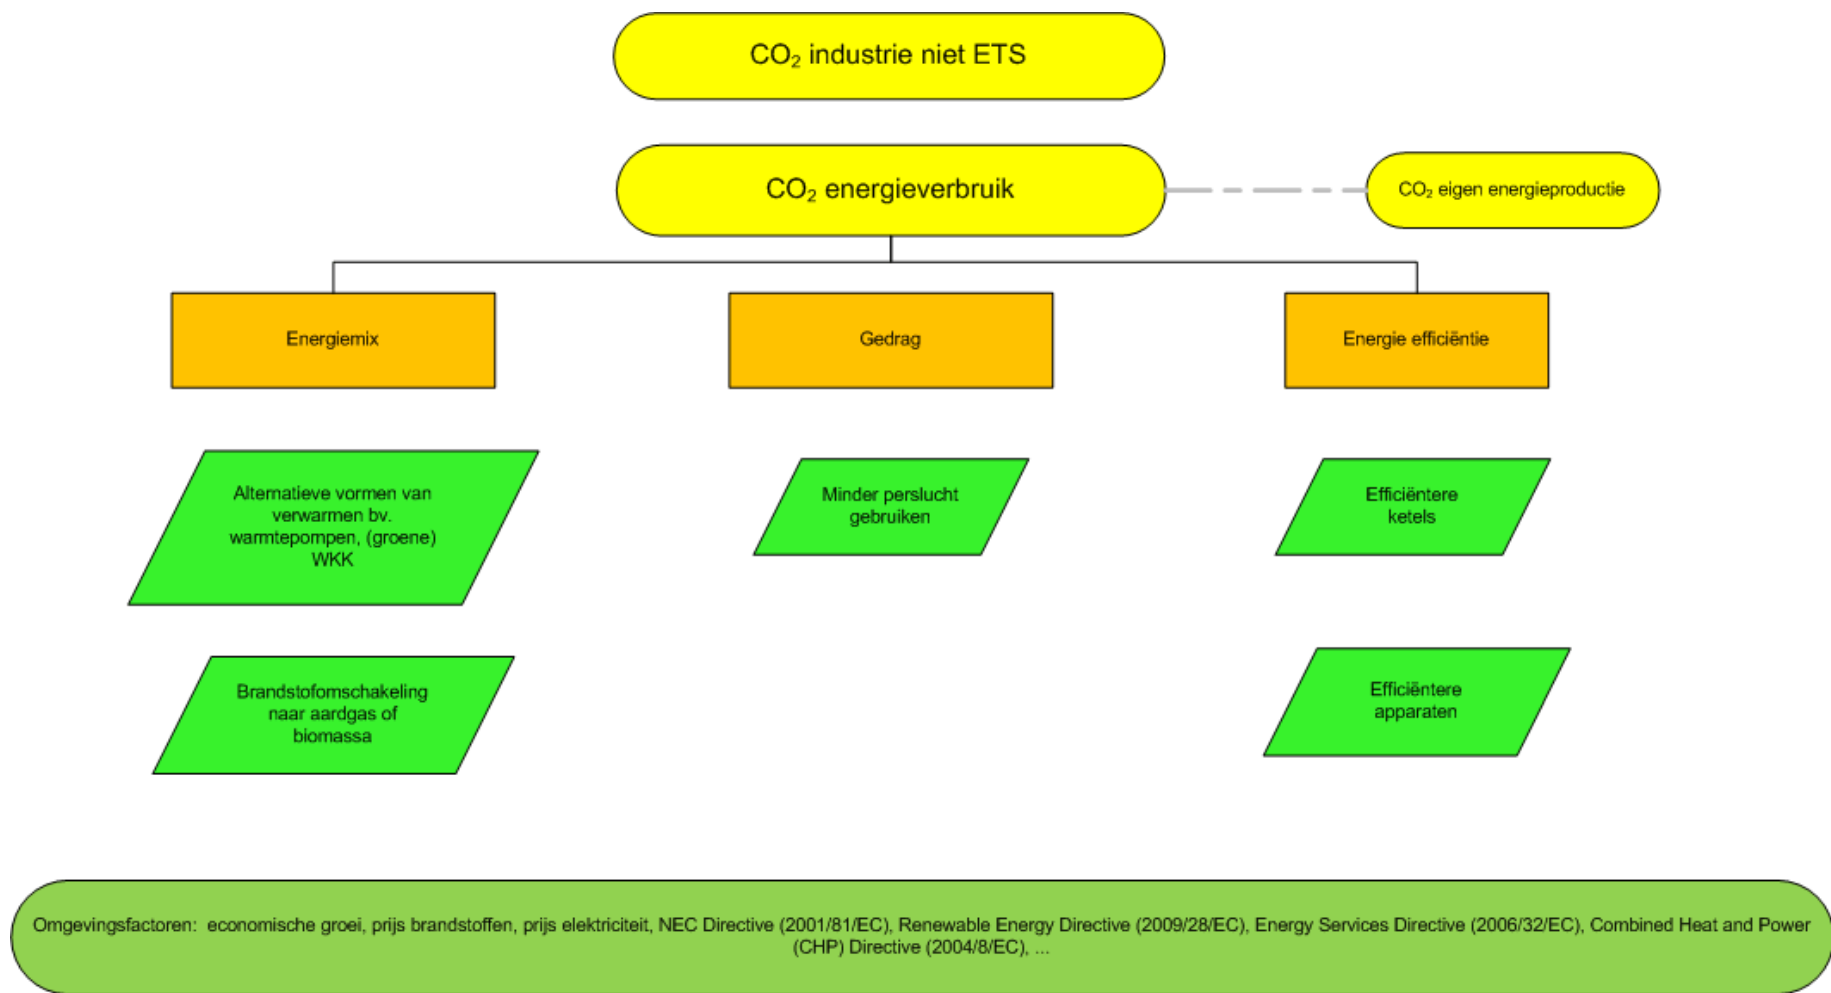 CO₂ industrie niet ETS
CO₂ energieverbruik
CO₂ eigen energieproductie
Energiemix
Gedrag
Energie efficiëntie
Alternatieve vormen van
verwarmen bv.
warmtepompen, (groene)
WKK
Minder perslucht
gebruiken
Efficiëntere
ketels
Brandstofomschakeling
naar aardgas of
biomassa
Efficiëntere
apparaten
Omgevingsfactoren: economische groei, prijs brandstoffen, prijs elektriciteit, NEC Directive (2001/81/EC), Renewable Energy Directive (2009/28/EC), Energy Services Directive (2006/32/EC), Combined Heat and Power
(CHP) Directive (2004/8/EC), ...